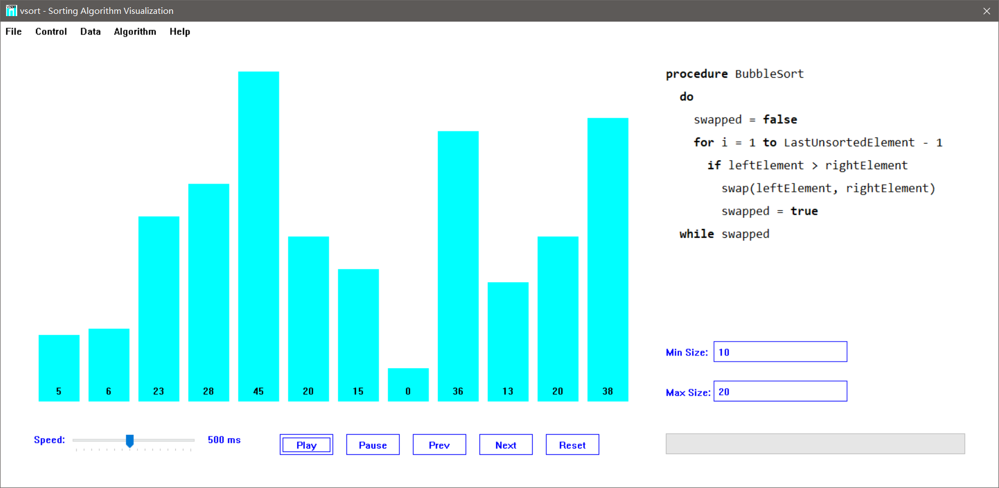 vsort - Sorting Algorithm Visualization
File Control Data Algorithm Help
procedure BubbleSort
do
swapped = false
for i = 1 to LastUnsortedElement - 1
if leftElement > rightElement
swap(leftElement, rightElement)
swapped = true
while swapped
5 6 23 28 45 20 15 0 36 13 20 38
Min Size: 10
Max Size: 20
Speed: 500 ms Play Pause Prev Next Reset